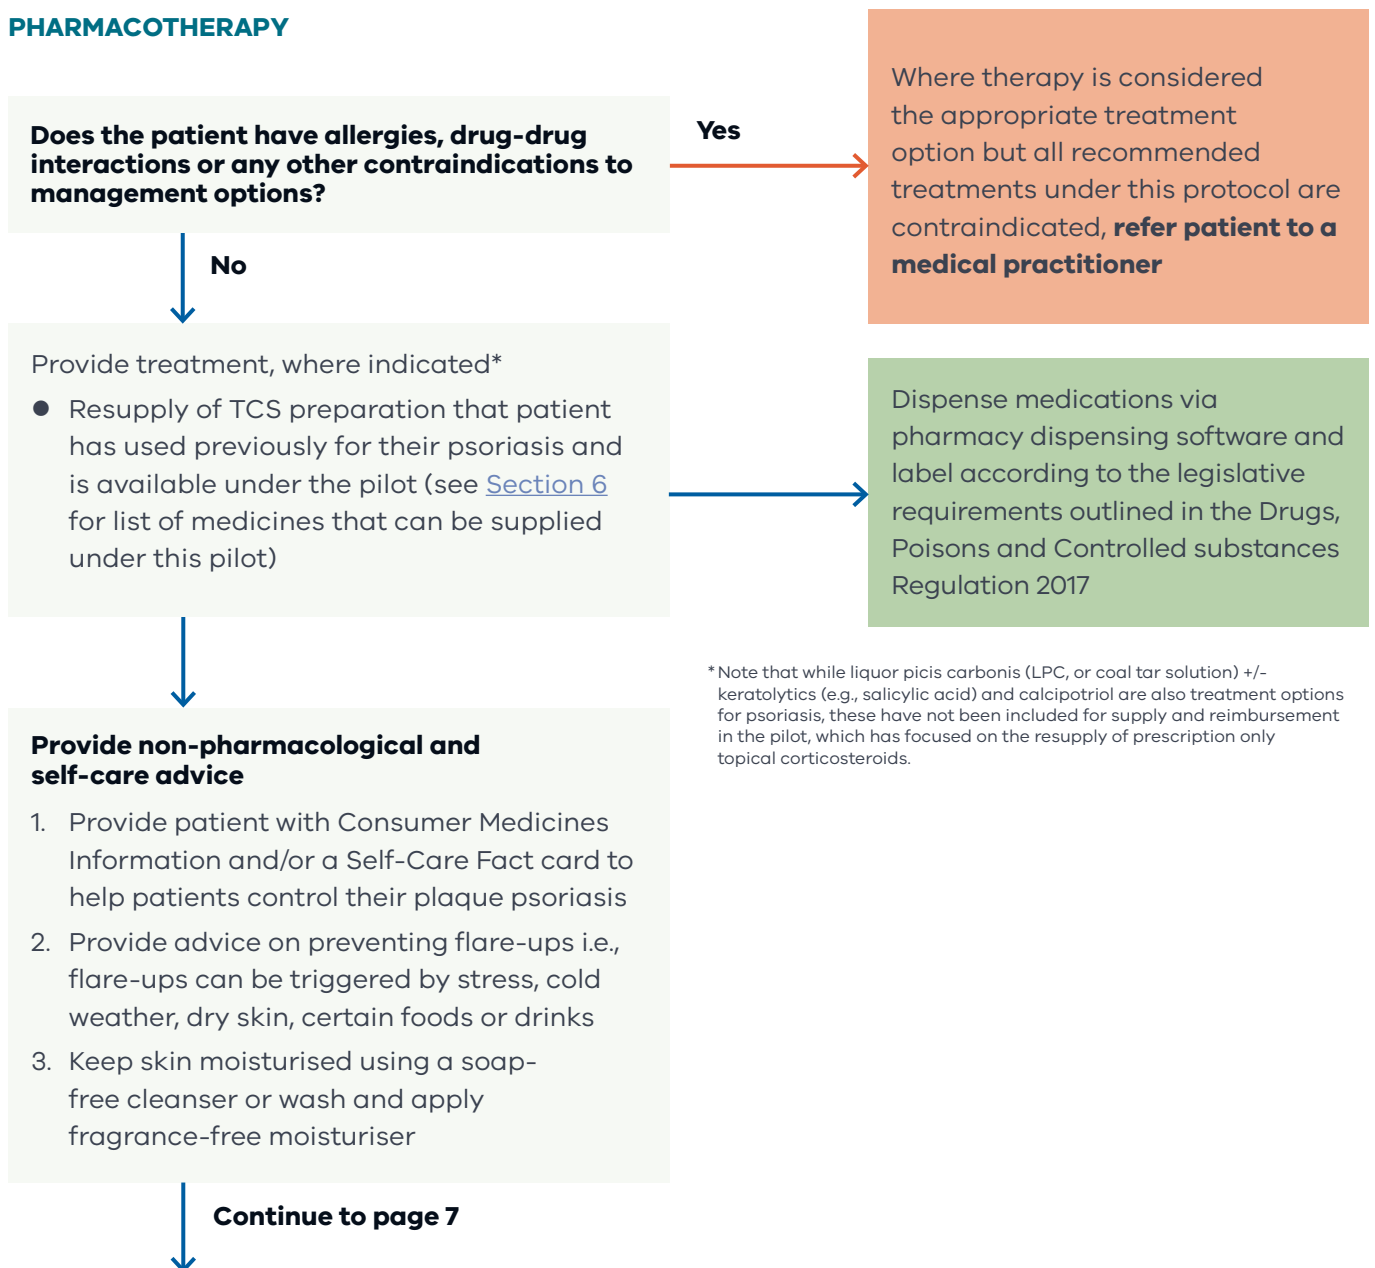 PHARMACOTHERAPY
Does the patient have allergies, drug-drug
interactions or any other contraindications to
management options?
Yes
Where therapy is considered
the appropriate treatment
option but all recommended
treatments under this protocol are
contraindicated, refer patient to a
medical practitioner
No
Provide treatment, where indicated*
● Resupply of TCS preparation that patient
has used previously for their psoriasis and
is available under the pilot (see Section 6
for list of medicines that can be supplied
under this pilot)
Dispense medications via
pharmacy dispensing software and
label according to the legislative
requirements outlined in the Drugs,
Poisons and Controlled substances
Regulation 2017
* Note that while liquor picis carbonis (LPC, or coal tar solution) +/-
keratolytics (e.g., salicylic acid) and calcipotriol are also treatment options
for psoriasis, these have not been included for supply and reimbursement
in the pilot, which has focused on the resupply of prescription only
topical corticosteroids.
Provide non-pharmacological and
self-care advice
1. Provide patient with Consumer Medicines
Information and/or a Self-Care Fact card to
help patients control their plaque psoriasis
2. Provide advice on preventing flare-ups i.e.,
flare-ups can be triggered by stress, cold
weather, dry skin, certain foods or drinks
3. Keep skin moisturised using a soap-
free cleanser or wash and apply
fragrance-free moisturiser
Continue to page 7